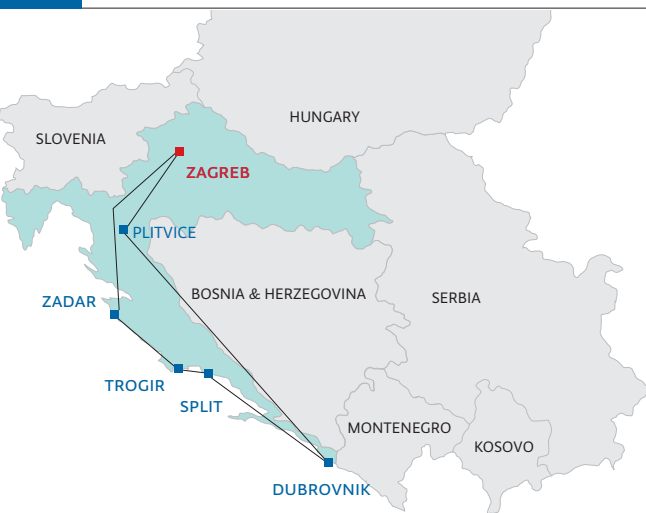 HUNGARY
SLOVENIA
ZAGREB
PLITVICE
BOSNIA & HERZEGOVINA
SERBIA
ZADAR
TROGIR
SPLIT
MONTENEGRO
KOSOVO
DUBROVNIK